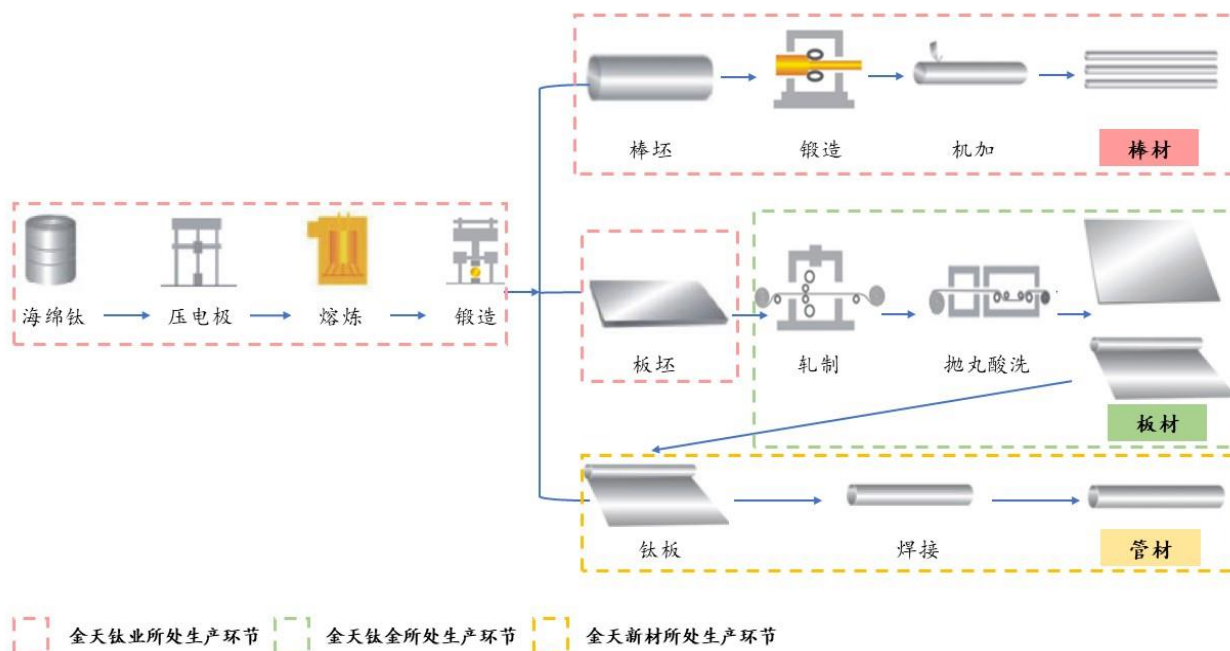 棒坯
锻造
机加
棒材
海绵钛
压电极
熔炼
锻造
板坯
轧制
抛丸酸洗
板材
钛板
焊接
管材
金天钛业所处生产环节
金天钛金所处生产环节
金天新材所处生产环节